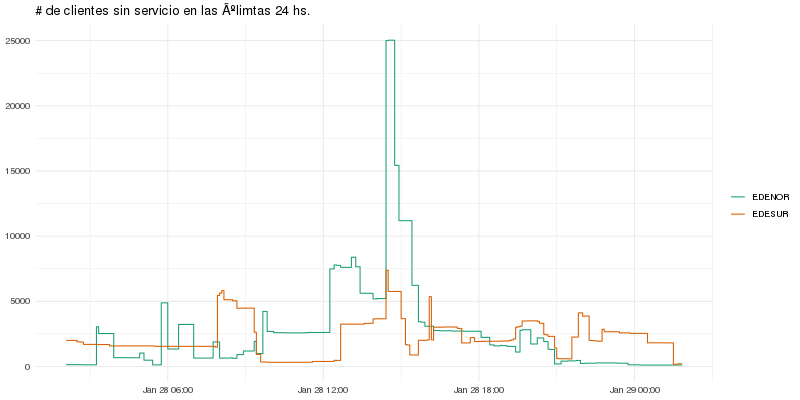 # de clientes sin servicio en las Ãºlimtas 24 hs.
25000
20000
15000
10000
5000
0
Jan 28 06:00
Jan 28 12:00
Jan 28 18:00
Jan 29 00:00
EDENOR
EDESUR